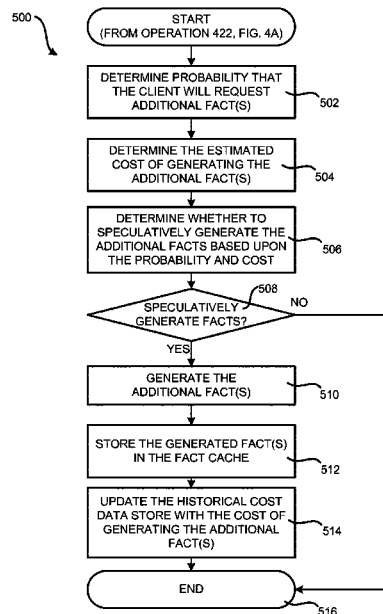 500
START
(FROM OPERATION 422, FIG. 4A)
DETERMINE PROBABILITY THAT
THE CLIENT WILL REQUEST
ADDITIONAL FACT(S)
502
DETERMINE THE ESTIMATED
COST OF GENERATING THE
ADDITIONAL FACT(S)
504
DETERMINE WHETHER TO
SPECULATIVELY GENERATE THE
ADDITIONAL FACTS BASED UPON
THE PROBABILITY AND COST
506
508
SPECULATIVELY
GENERATE FACTS?
NO
YES
GENERATE THE
ADDITIONAL FACT(S)
510
STORE THE GENERATED FACT(S)
IN THE FACT CACHE
512
UPDATE THE HISTORICAL COST
DATA STORE WITH THE COST OF
GENERATING THE ADDITIONAL
FACT(S)
514
END
516